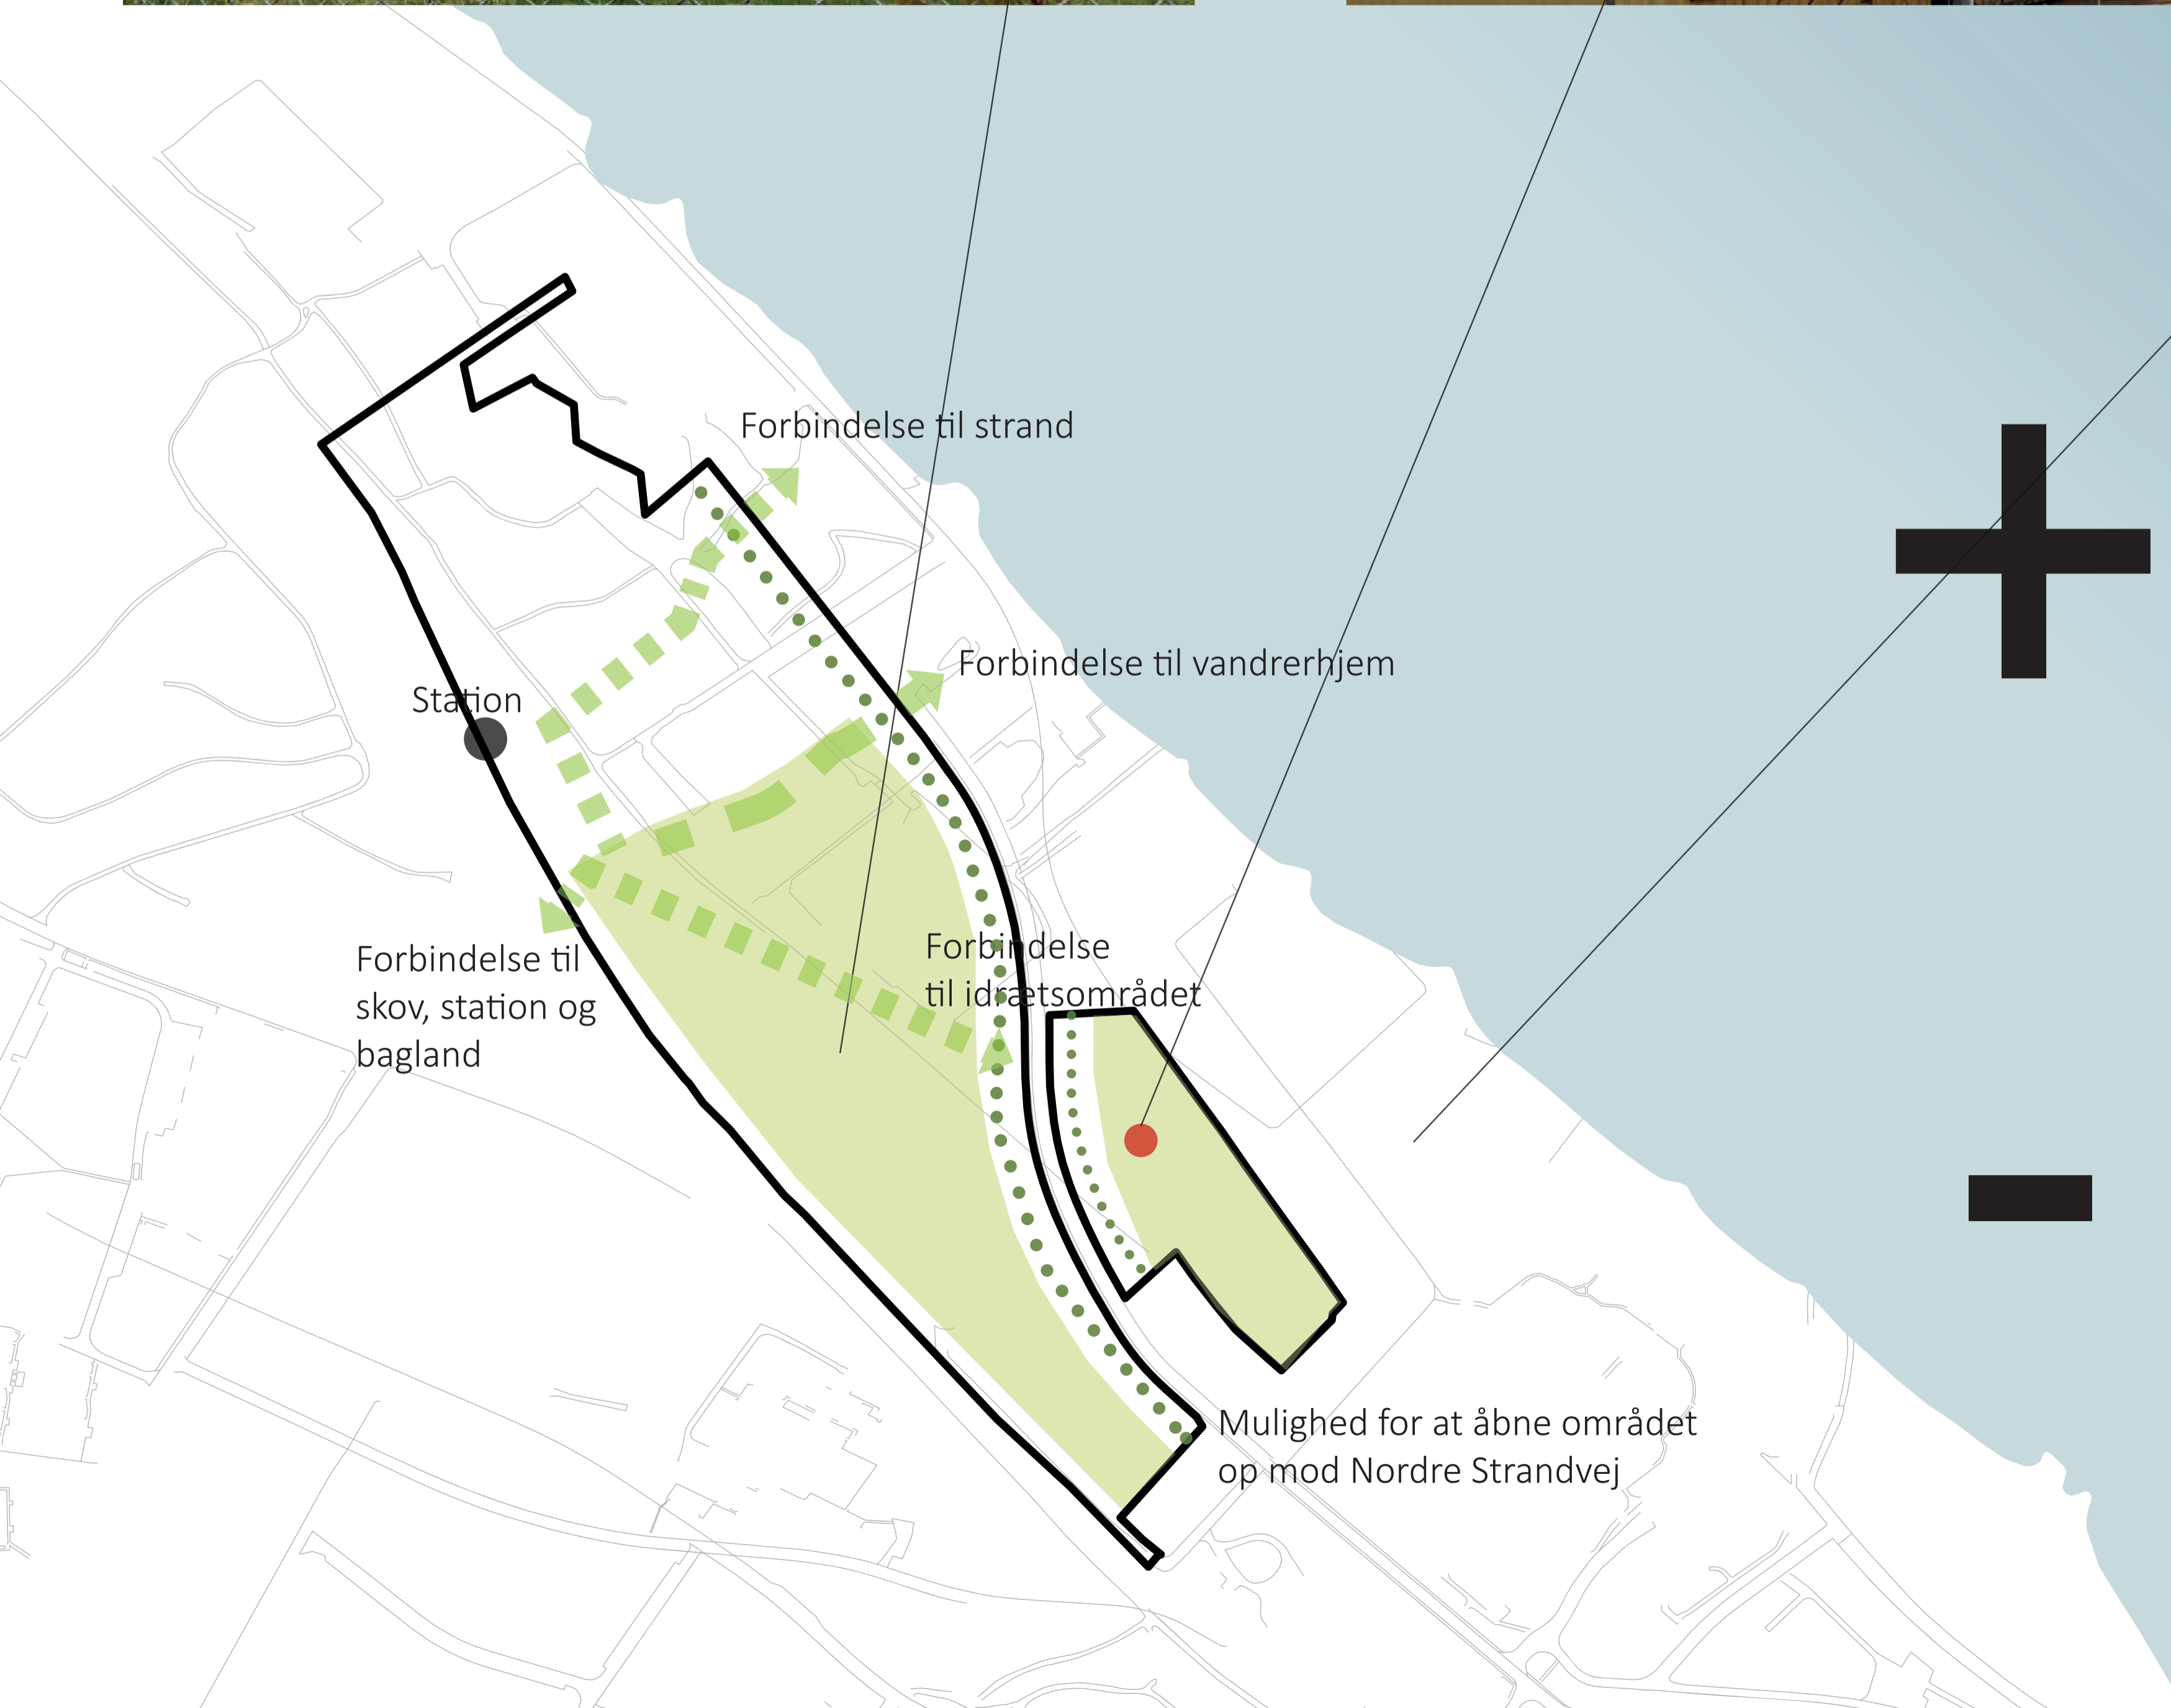 Forbindelse til strand
Forbindelse til vandrerhjem
Station
Forbindelse til
skov, station og
bagland
Forbindelse
til idrætsområdet
Mulighed for at åbne området
op mod Nordre Strandvej